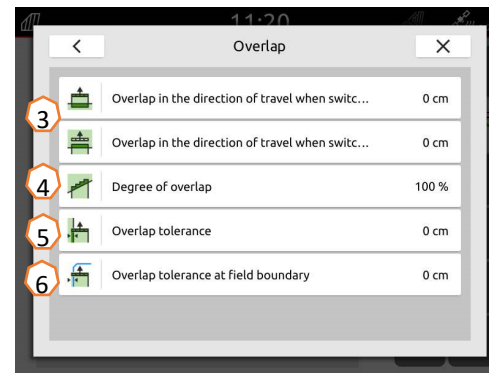 11:20
Overlap
3
Overlap in the direction of travel when switc... 0 cm
Overlap in the direction of travel when switc... 0 cm
4
Degree of overlap 100 %
5
Overlap tolerance 0 cm
6
Overlap tolerance at field boundary 0 cm